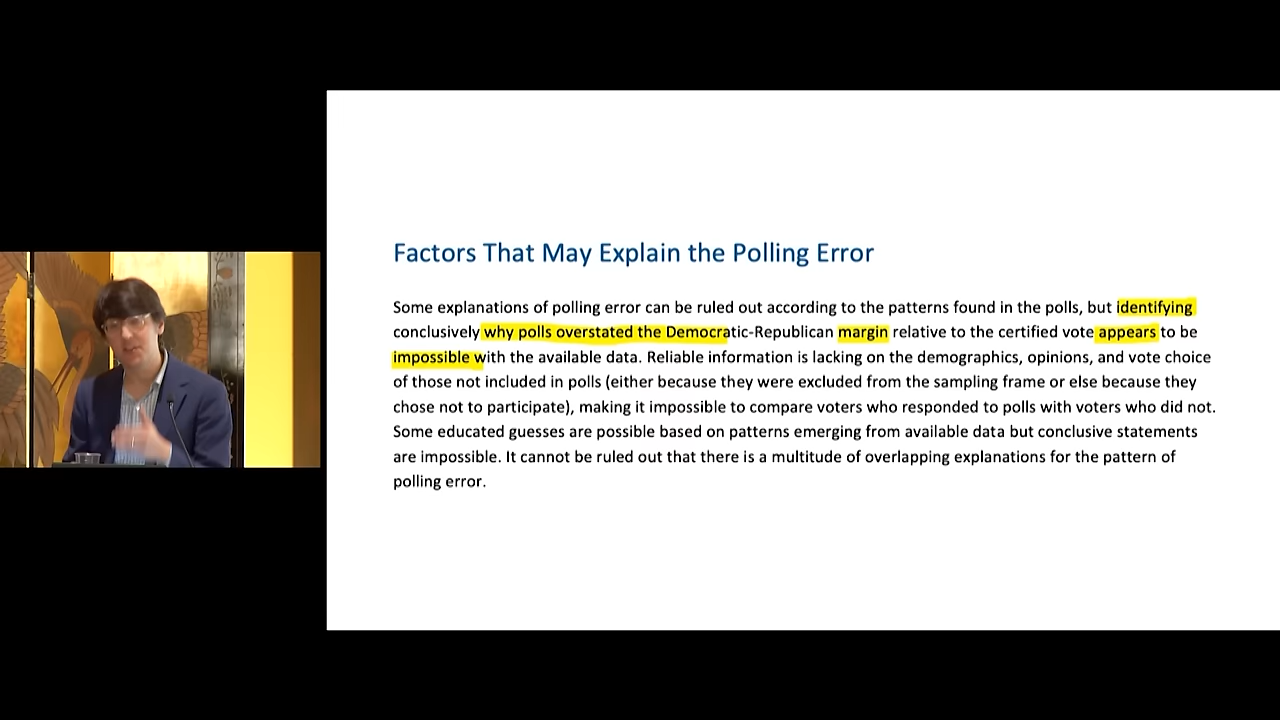 Factors That May Explain the Polling Error
Some explanations of polling error can be ruled out according to the patterns found in the polls, but identifying
conclusively why polls overstated the Democratic-Republican margin relative to the certified vote appears to be
impossible with the available data. Reliable information is lacking on the demographics, opinions, and vote choice
of those not included in polls (either because they were excluded from the sampling frame or else because they
chose not to participate), making it impossible to compare voters who responded to polls with voters who did not.
Some educated guesses are possible based on patterns emerging from available data but conclusive statements
are impossible. It cannot be ruled out that there is a multitude of overlapping explanations for the pattern of
polling error.